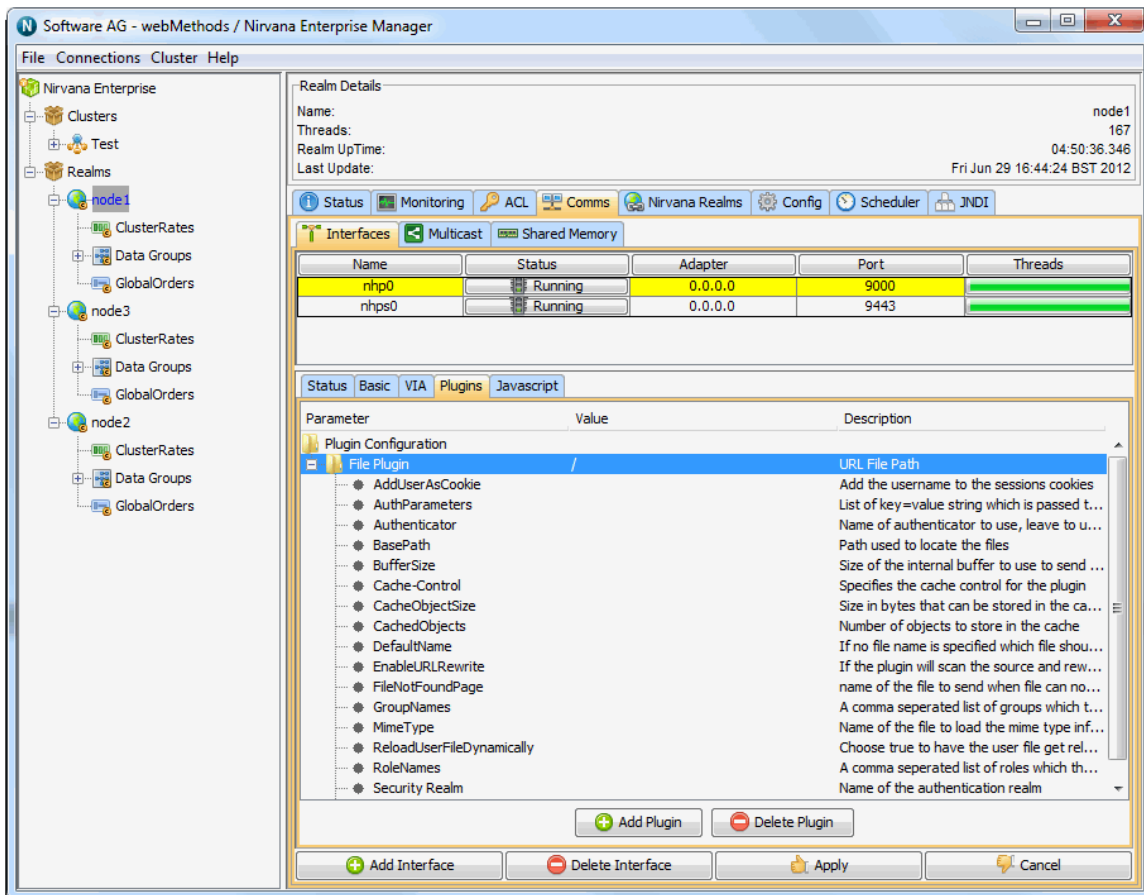 Software AG - webMethods / Nirvana Enterprise Manager
File Connections Cluster Help
Nirvana Enterprise
Clusters
Test
Realms
node1
ClusterRates
Data Groups
GlobalOrders
node3
ClusterRates
Data Groups
GlobalOrders
node2
ClusterRates
Data Groups
GlobalOrders
Realm Details
Name: node1
Threads: 167
Realm UpTime: 04:50:36.346
Last Update: Fri Jun 29 16:44:24 BST 2012
Status Monitoring ACL Comms Nirvana Realms Config Scheduler JNDI
Interfaces Multicast Shared Memory
Name Status Adapter Port Threads
nhp0 Running 0.0.0.0 9000
nhps0 Running 0.0.0.0 9443
Status Basic VIA Plugins Javascript
Parameter Value Description
Plugin Configuration
File Plugin / URL File Path
AddUserAsCookie Add the username to the sessions cookies
AuthParameters List of key=value string which is passed t...
Authenticator Name of authenticator to use, leave to u...
BasePath Path used to locate the files
BufferSize Size of the internal buffer to use to send ...
Cache-Control Specifies the cache control for the plugin
CacheObjectSize Size in bytes that can be stored in the ca...
CachedObjects Number of objects to store in the cache
DefaultName If no file name is specified which file shou...
EnableURLRewrite If the plugin will scan the source and rew...
FileNotFoundPage name of the file to send when file can no...
GroupNames A comma seperated list of groups which t...
MimeType Name of the file to load the mime type inf...
ReloadUserFileDynamically Choose true to have the user file get rel...
RoleNames A comma seperated list of roles which th...
Security Realm Name of the authentication realm
Add Plugin Delete Plugin
Add Interface Delete Interface Apply Cancel